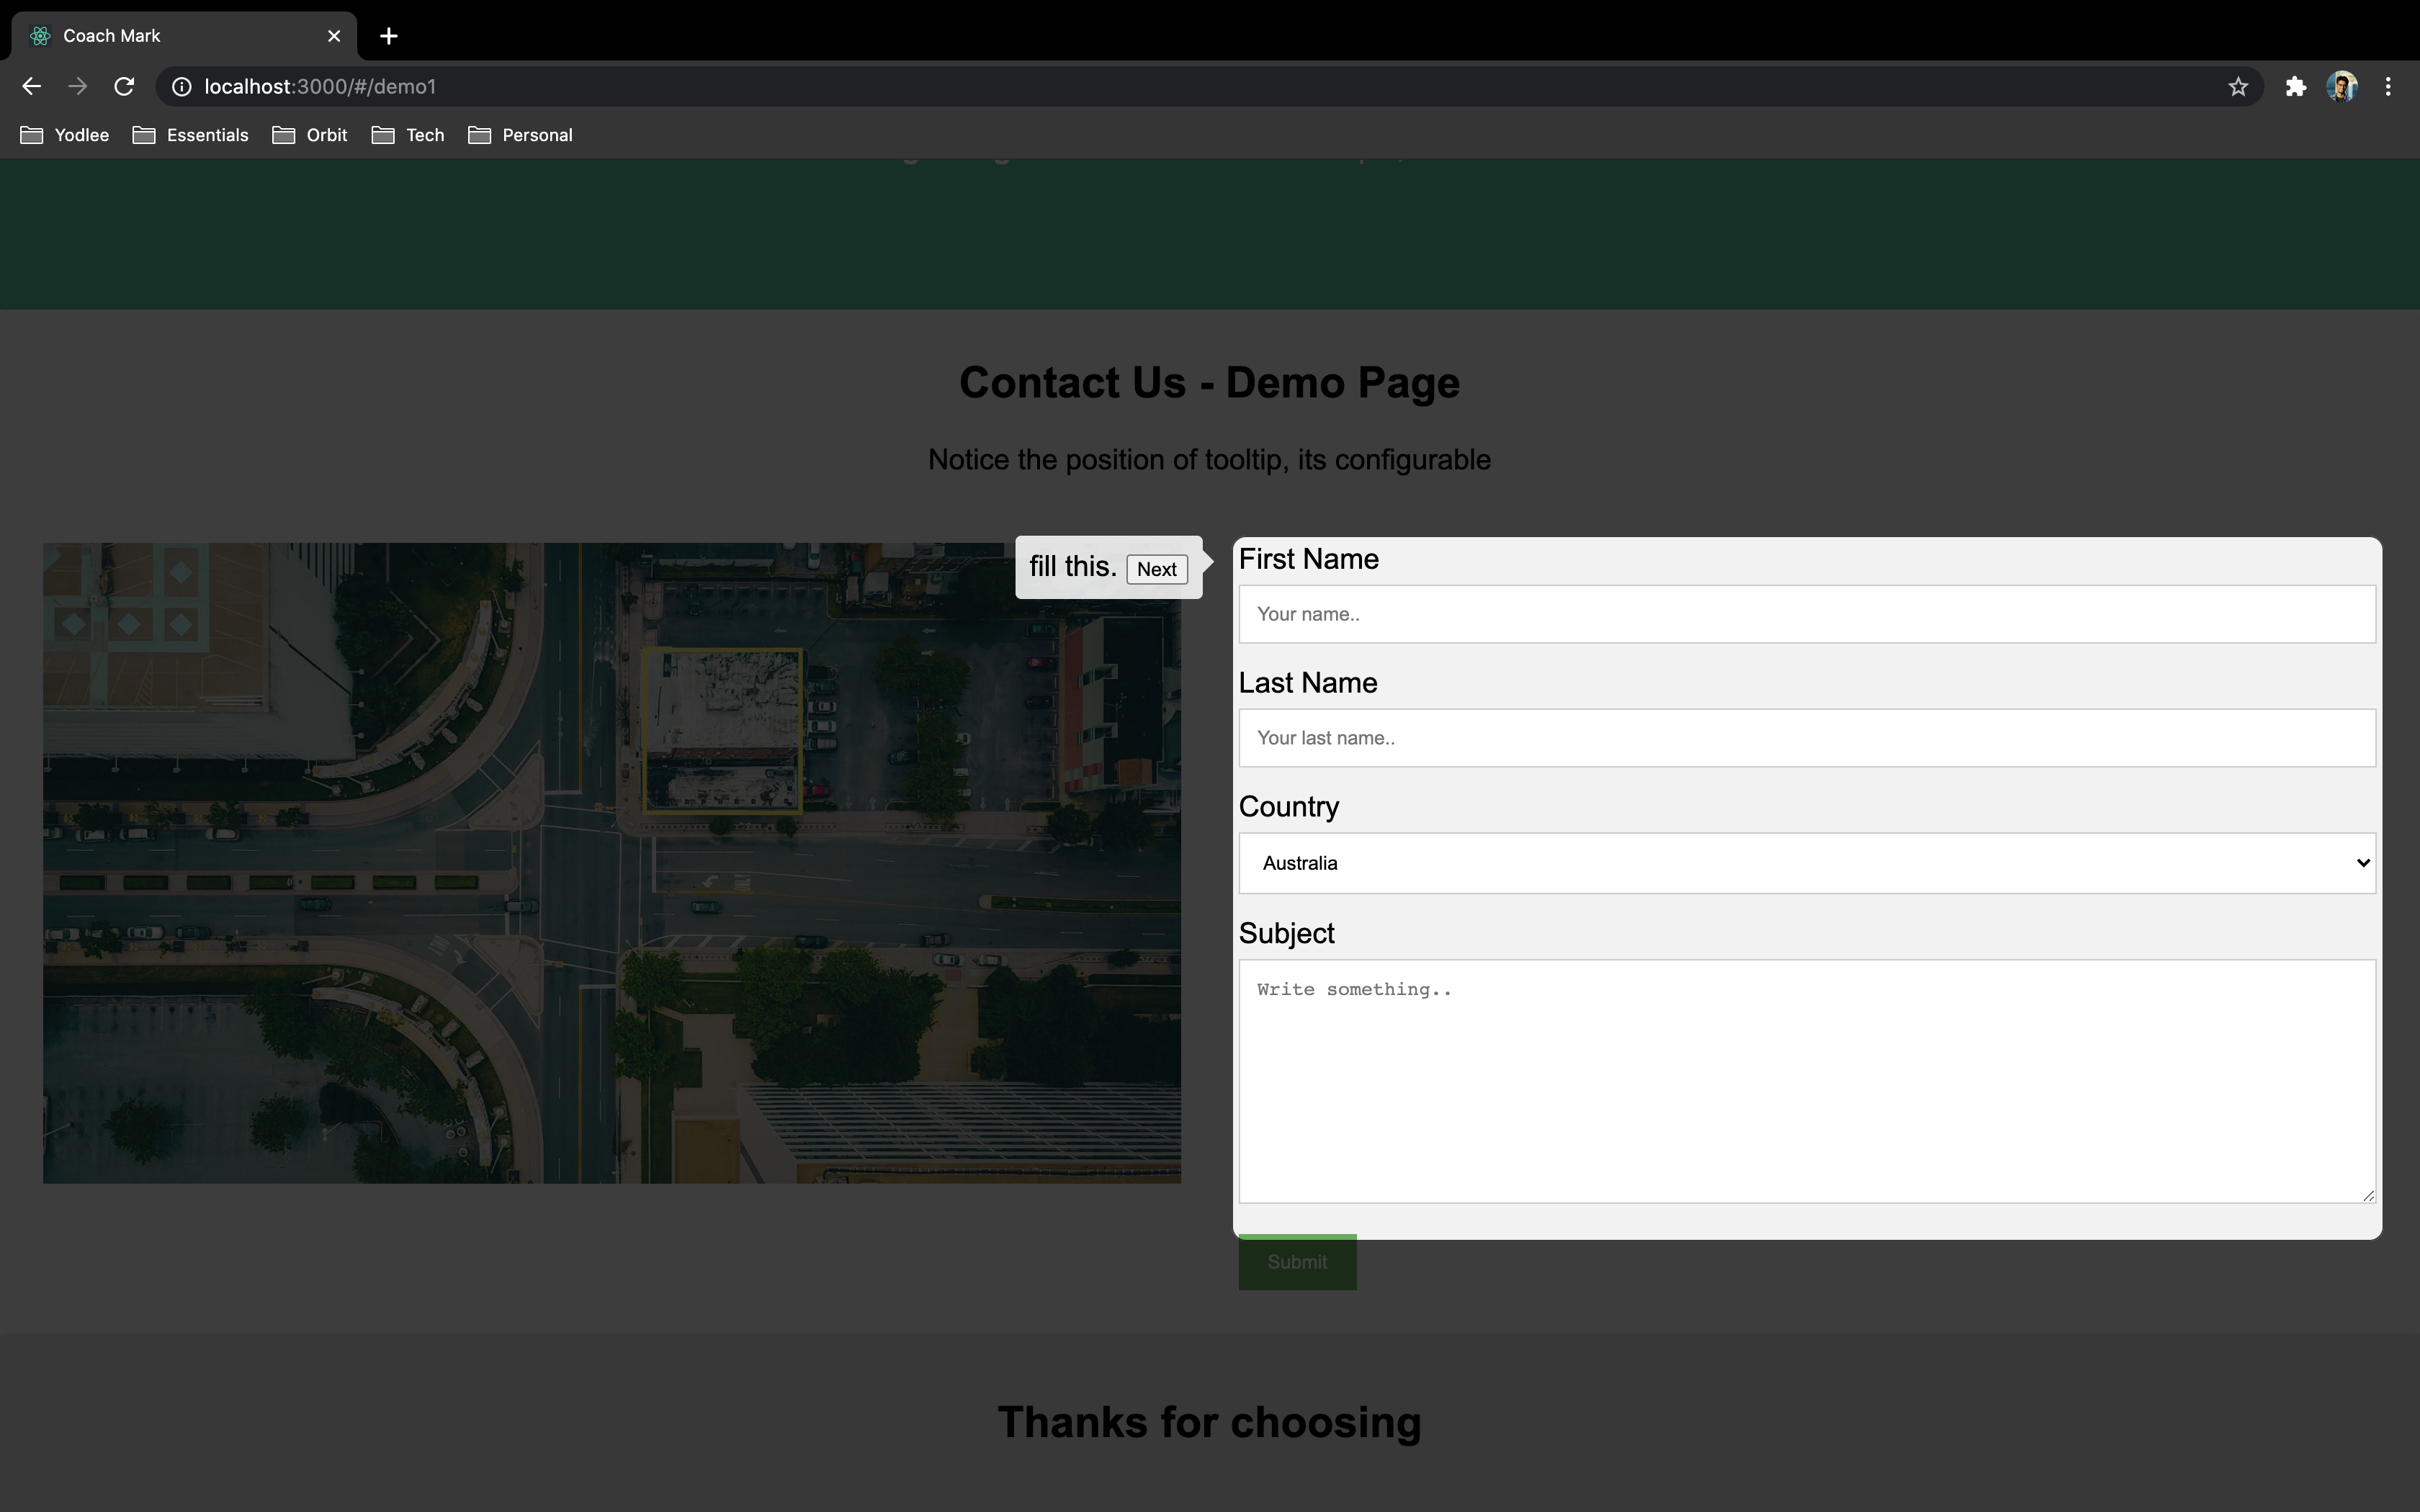 Coach Mark
localhost:3000/#/demo1
Yodlee Essentials Orbit Tech Personal
Contact Us - Demo Page
Notice the position of tooltip, its configurable
fill this. Next
First Name
Your name..
Last Name
Your last name..
Country
Australia
Subject
Write something..
Submit
Thanks for choosing